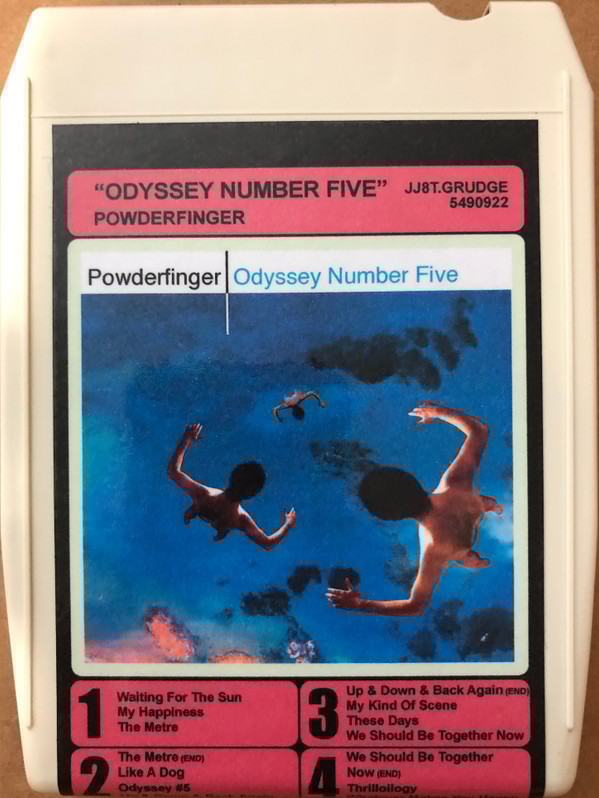 "ODYSSEY NUMBER FIVE"
JJ8T.GRUDGE
5490922
POWDERFINGER
Powderfinger
Odyssey Number Five
1
Waiting For The Sun
My Happiness
The Metre
3
Up & Down & Back Again (END)
My Kind Of Scene
These Days
We Should Be Together Now
2
The Metre (END)
Like A Dog
Odyssey #5
4
We Should Be Together
Now (END)
Thrilloilogy